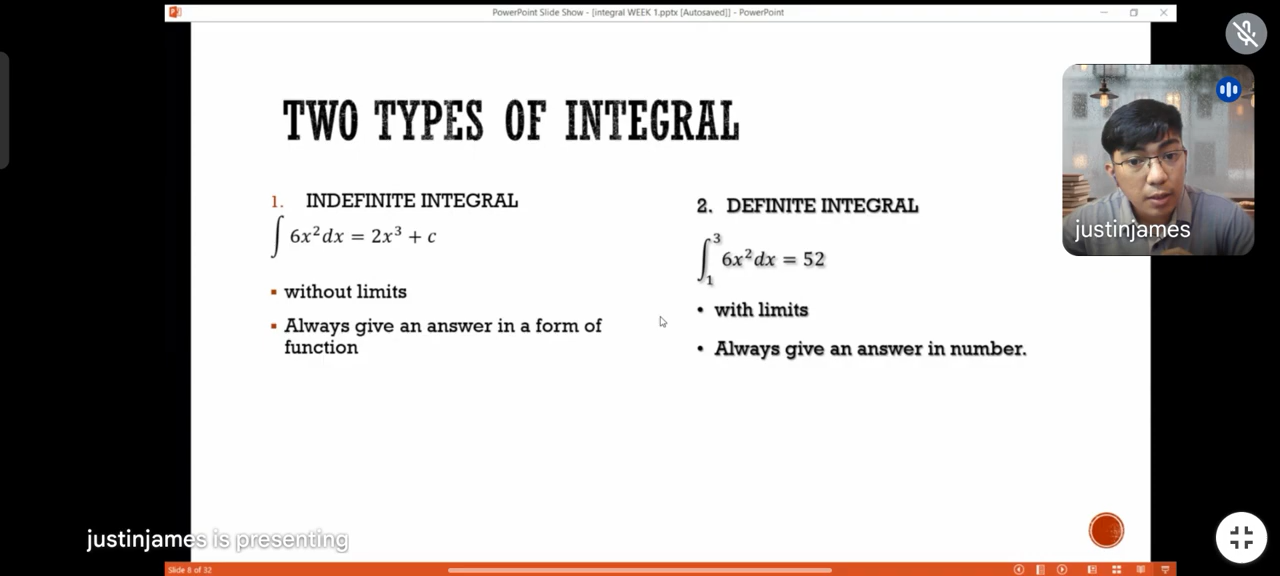 PowerPoint Slide Show - [integral WEEK 1.pptx [Autosaved]] - PowerPoint
TWO TYPES OF INTEGRAL
1. INDEFINITE INTEGRAL
∫ 6x²dx = 2x³ + c
▪ without limits
▪ Always give an answer in a form of
function
2. DEFINITE INTEGRAL
∫₁³ 6x²dx = 52
• with limits
• Always give an answer in number.
justinjames
justinjames is presenting
Slide 8 of 32